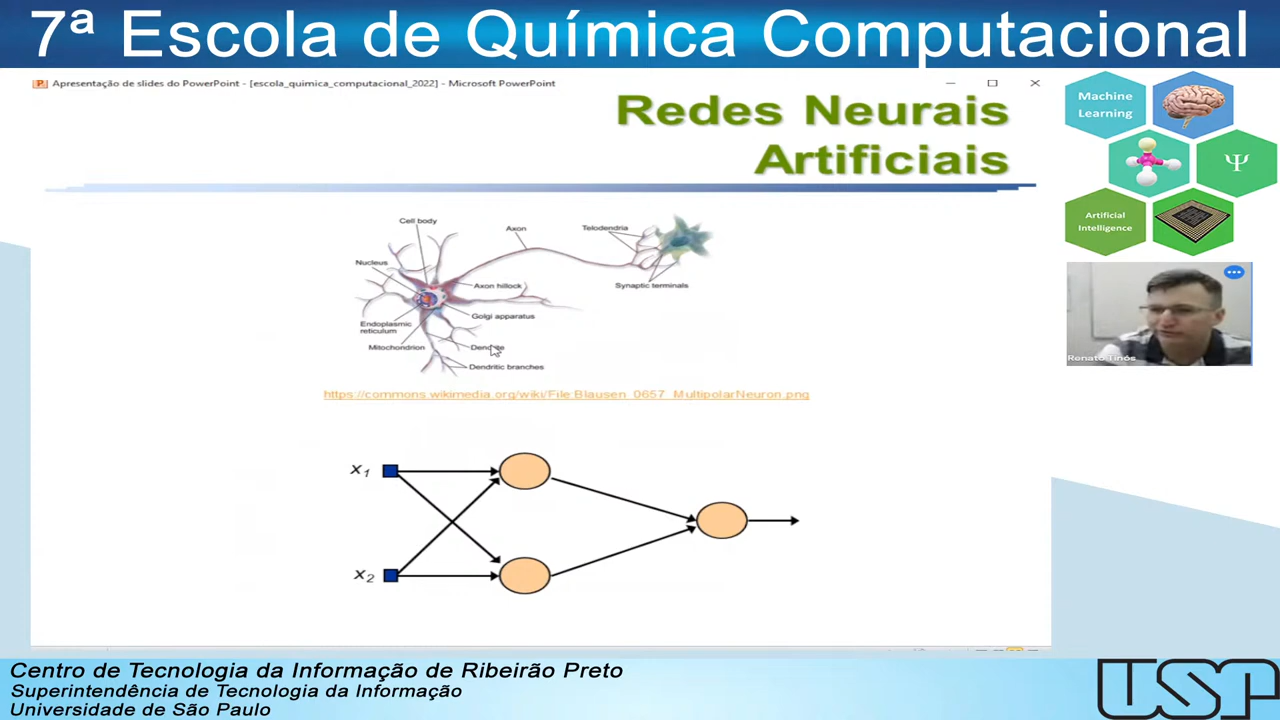 7ª Escola de Química Computacional
Apresentação de slides do PowerPoint - [escola_quimica_computacional_2022] - Microsoft PowerPoint
Redes Neurais
Artificiais
Machine
Learning
Ψ
Artificial
Intelligence
Cell body
Axon
Telodendria
Nucleus
Axon hillock
Synaptic terminals
Golgi apparatus
Endoplasmic
reticulum
Mitochondrion
Dendrite
Dendritic branches
Renato Tinós
https://commons.wikimedia.org/wiki/File:Blausen_0657_MultipolarNeuron.png
x1
x2
Centro de Tecnologia da Informação de Ribeirão Preto
Superintendência de Tecnologia da Informação
Universidade de São Paulo
USP